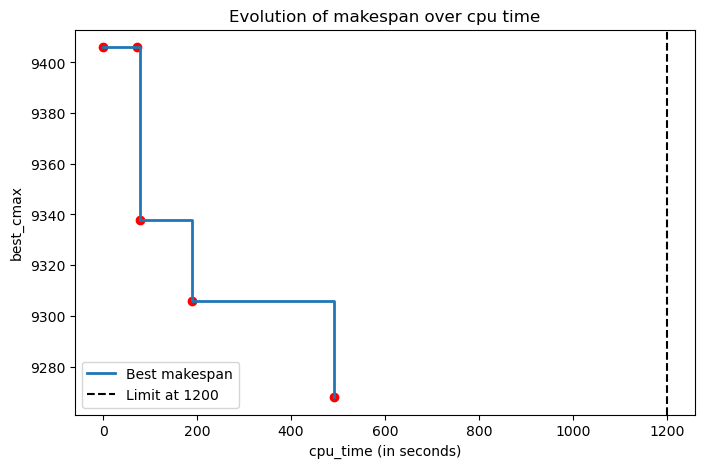 Evolution of makespan over cpu time
best_cmax
9400
9380
9360
9340
9320
9300
9280
Best makespan
Limit at 1200
0
200
400
600
800
1000
1200
cpu_time (in seconds)